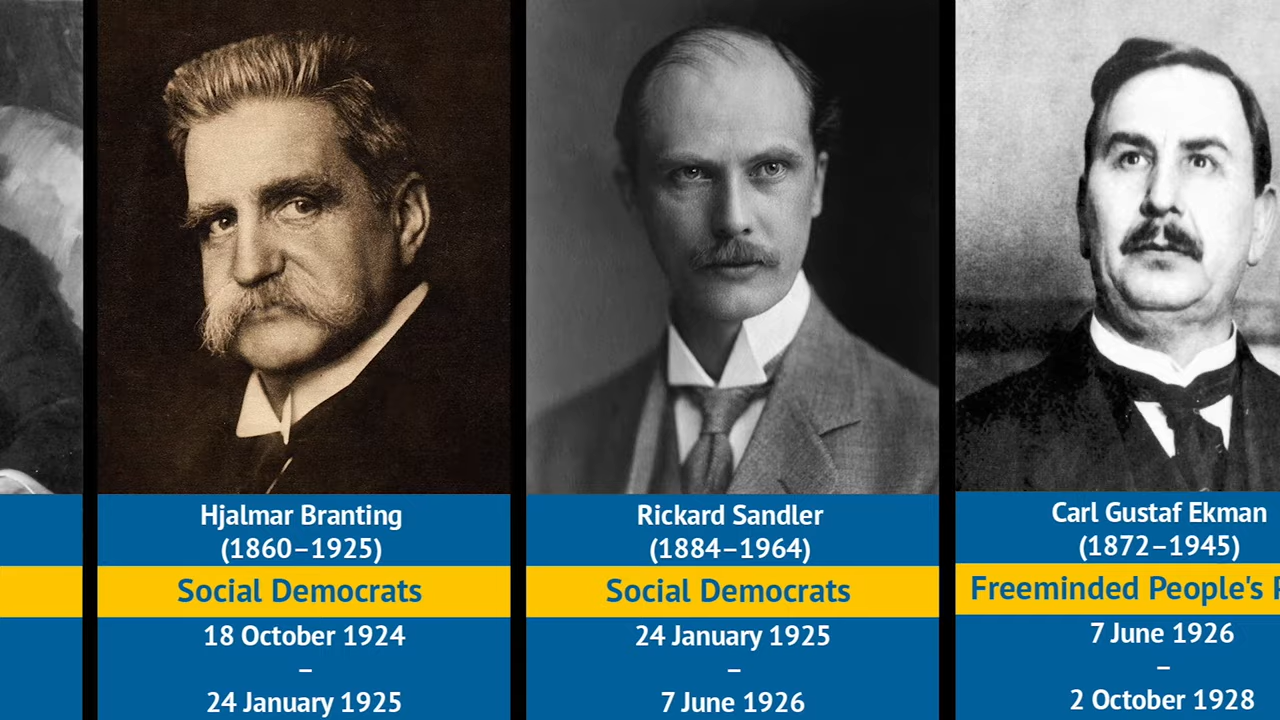 Hjalmar Branting
(1860–1925)
Social Democrats
18 October 1924
–
24 January 1925
Rickard Sandler
(1884–1964)
Social Democrats
24 January 1925
–
7 June 1926
Carl Gustaf Ekman
(1872–1945)
Freeminded People's
7 June 1926
–
2 October 1928